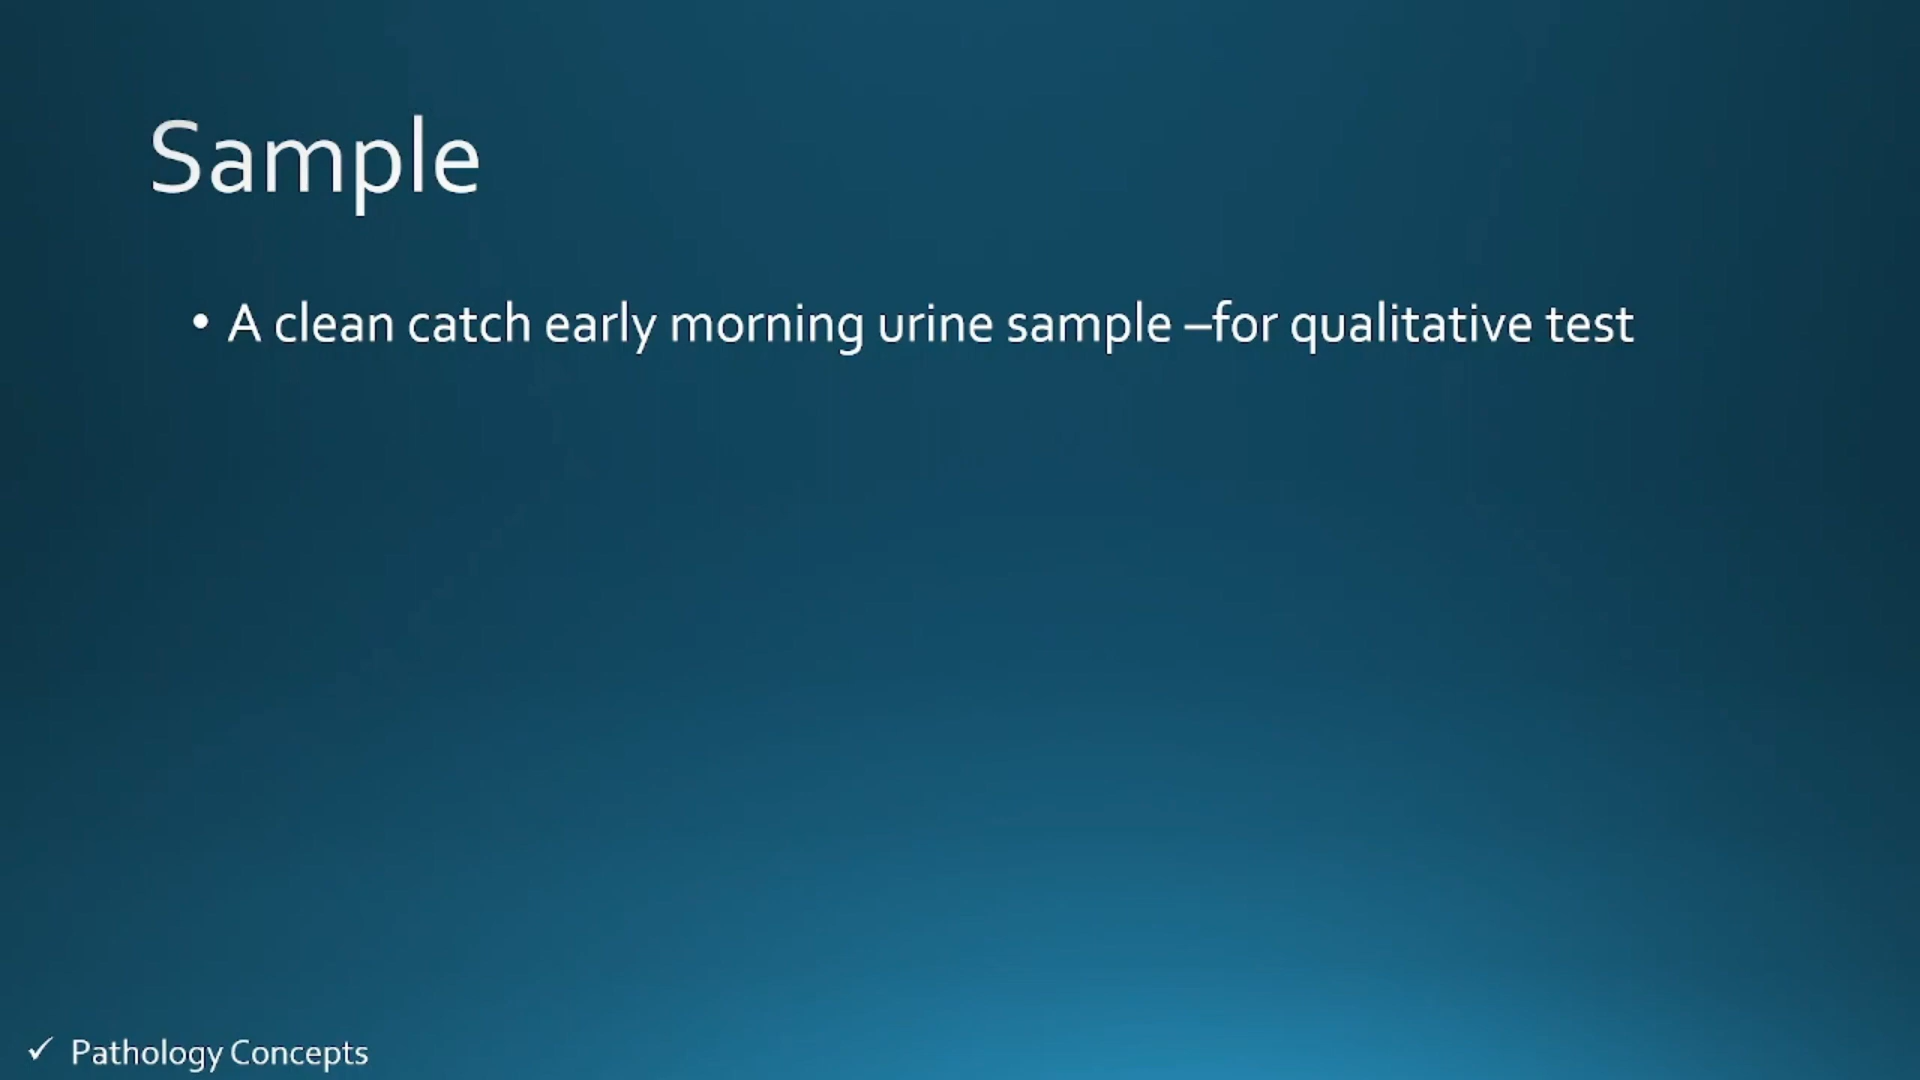 Sample
• A clean catch early morning urine sample –for qualitative test
✓ Pathology Concepts